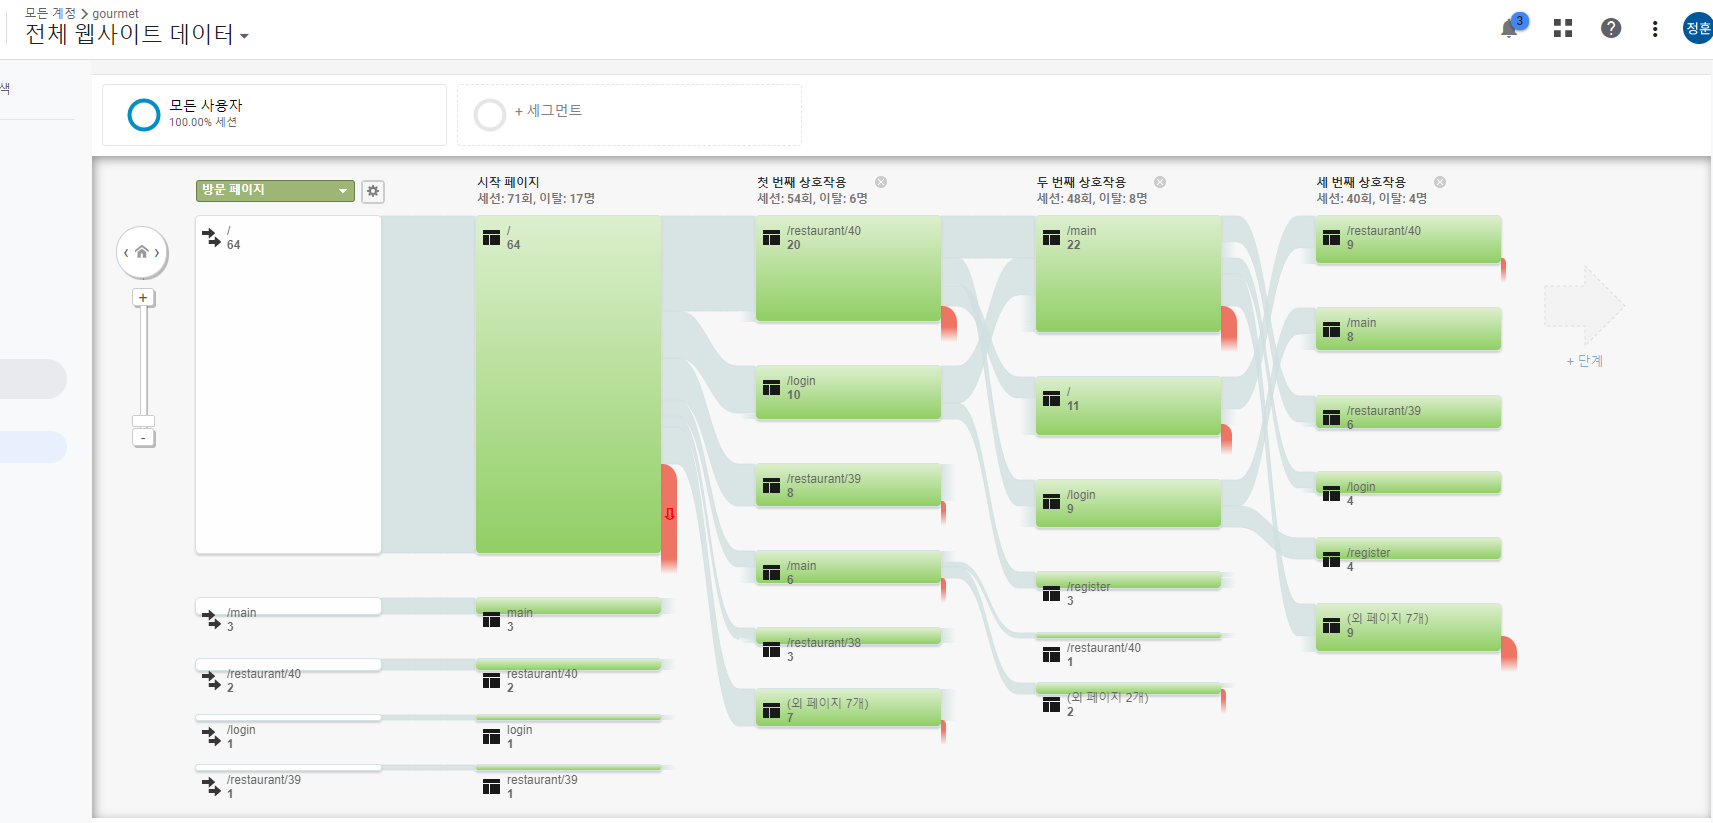 모든 계정 > gourmet
전체 웹사이트 데이터
3
정훈
색
모든 사용자
100.00% 세션
+ 세그먼트
방문 페이지
시작 페이지
세션: 71회, 이탈: 17명
첫 번째 상호작용
세션: 54회, 이탈: 6명
두 번째 상호작용
세션: 48회, 이탈: 8명
세 번째 상호작용
세션: 40회, 이탈: 4명
/
64
/main
3
/restaurant/40
2
/login
1
/restaurant/39
1
/
64
main
3
restaurant/40
2
login
1
restaurant/39
1
/restaurant/40
20
/login
10
/restaurant/39
8
/main
6
/restaurant/38
3
(외 페이지 7개)
7
/main
22
/
11
/login
9
/register
3
/restaurant/40
1
(외 페이지 2개)
2
/restaurant/40
9
/main
8
/restaurant/39
6
/login
4
/register
4
(외 페이지 7개)
9
+ 단계
+
-